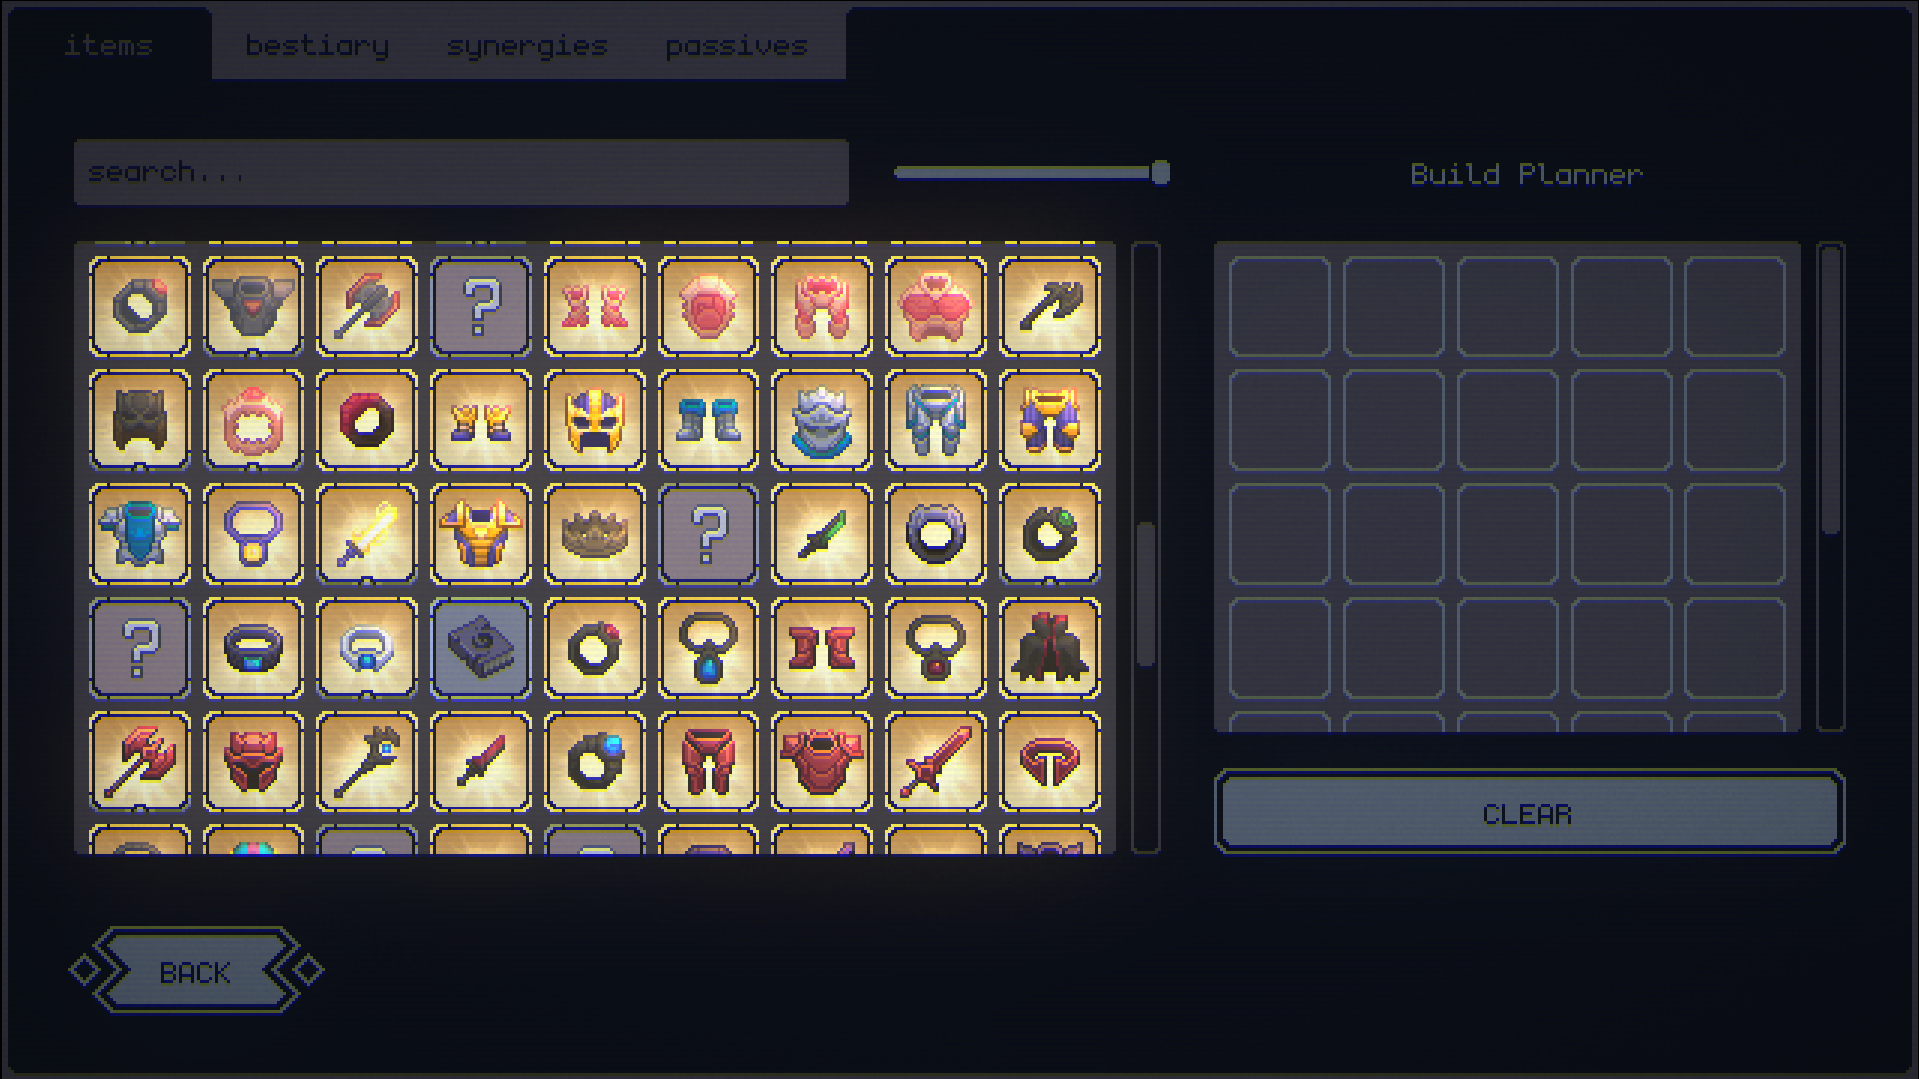 items
bestiary
synergies
passives
search...
Build Planner
?
?
?
CLEAR
BACK